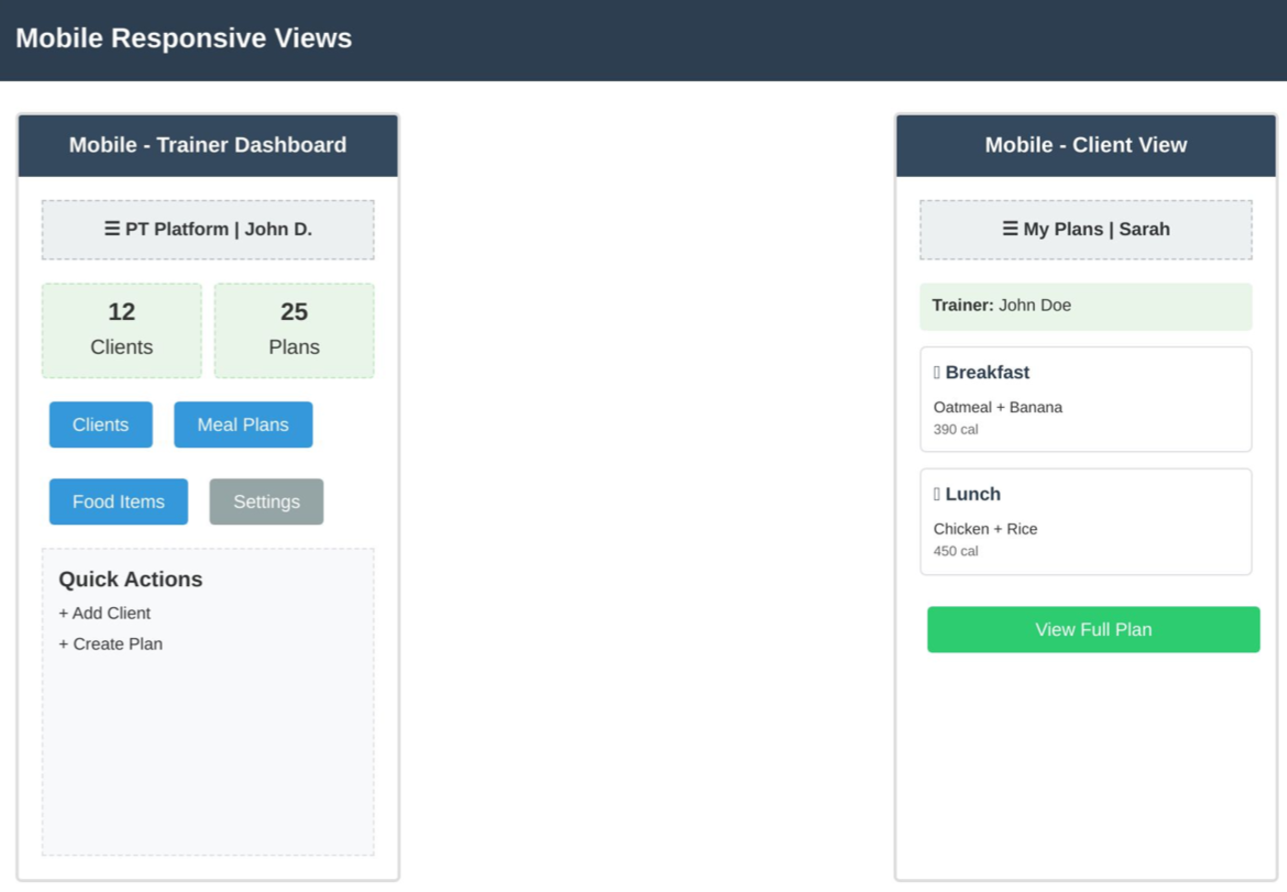 Mobile Responsive Views
Mobile - Trainer Dashboard
☰ PT Platform | John D.
12
Clients
25
Plans
Clients
Meal Plans
Food Items
Settings
Quick Actions
+ Add Client
+ Create Plan
Mobile - Client View
☰ My Plans | Sarah
Trainer: John Doe
Breakfast
Oatmeal + Banana
390 cal
Lunch
Chicken + Rice
450 cal
View Full Plan